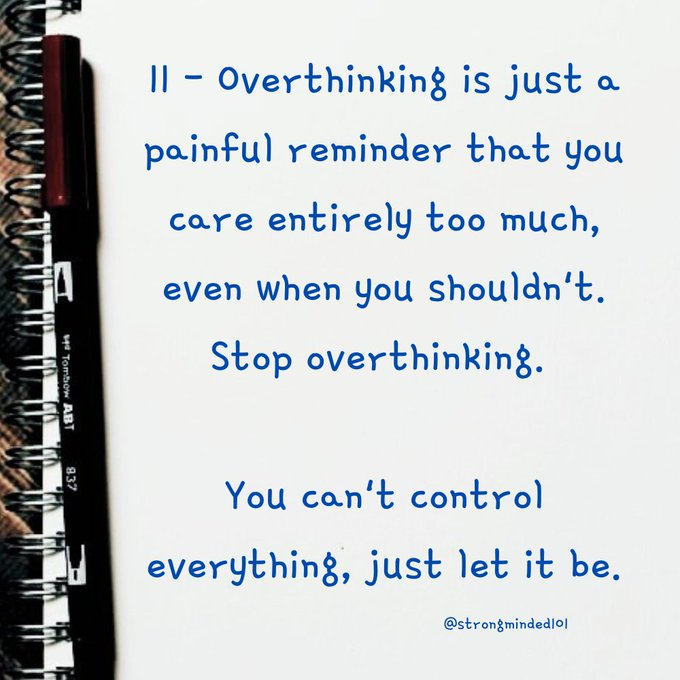 11 - Overthinking is just a
painful reminder that you
care entirely too much,
even when you shouldn't.
Stop overthinking.
You can't control
everything, just let it be.
@strongminded101
Tombow ABT
837